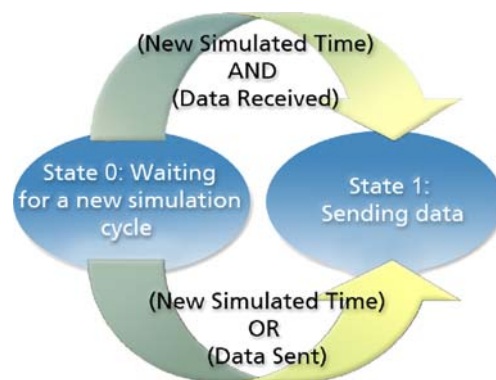 (New Simulated Time)
AND
(Data Received)
State 0: Waiting
for a new simulation
cycle
State 1:
Sending data
(New Simulated Time)
OR
(Data Sent)